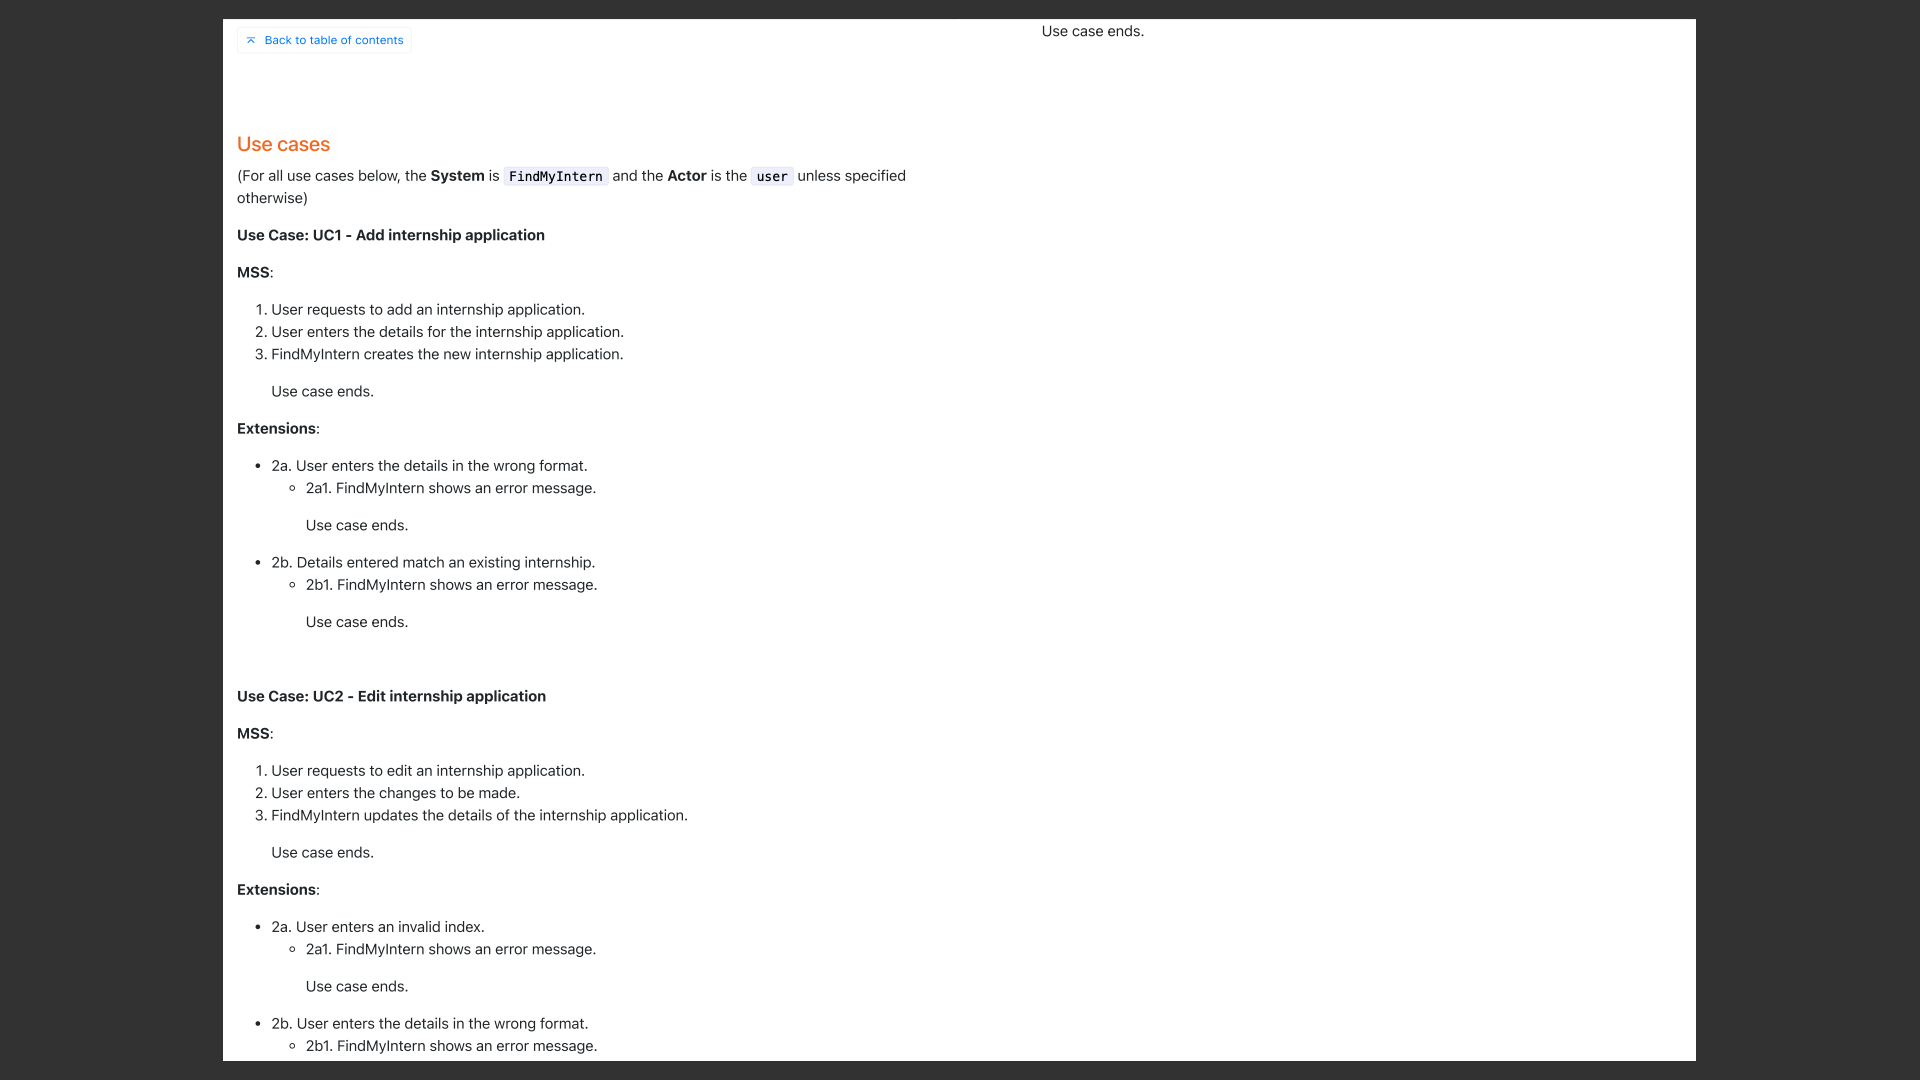 Back to table of contents
Use cases
(For all use cases below, the System is FindMyIntern and the Actor is the user unless specified
otherwise)
Use Case: UC1 - Add internship application
MSS:
1. User requests to add an internship application.
2. User enters the details for the internship application.
3. FindMyIntern creates the new internship application.
Use case ends.
Extensions:
• 2a. User enters the details in the wrong format.
◦ 2a1. FindMyIntern shows an error message.
Use case ends.
• 2b. Details entered match an existing internship.
◦ 2b1. FindMyIntern shows an error message.
Use case ends.
Use Case: UC2 - Edit internship application
MSS:
1. User requests to edit an internship application.
2. User enters the changes to be made.
3. FindMyIntern updates the details of the internship application.
Use case ends.
Extensions:
• 2a. User enters an invalid index.
◦ 2a1. FindMyIntern shows an error message.
Use case ends.
• 2b. User enters the details in the wrong format.
◦ 2b1. FindMyIntern shows an error message.
Use case ends.